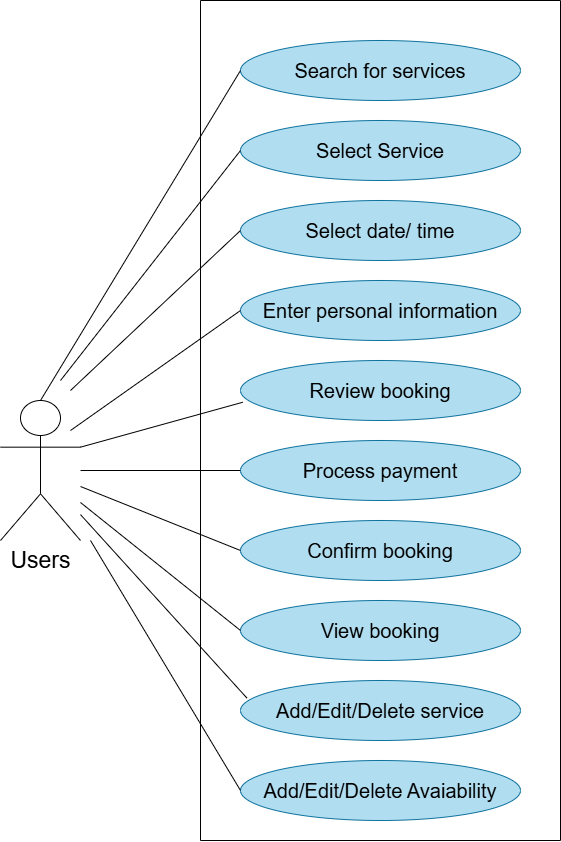 Search for services
Select Service
Select date/ time
Enter personal information
Review booking
Process payment
Confirm booking
Users
View booking
Add/Edit/Delete service
Add/Edit/Delete Avaiability